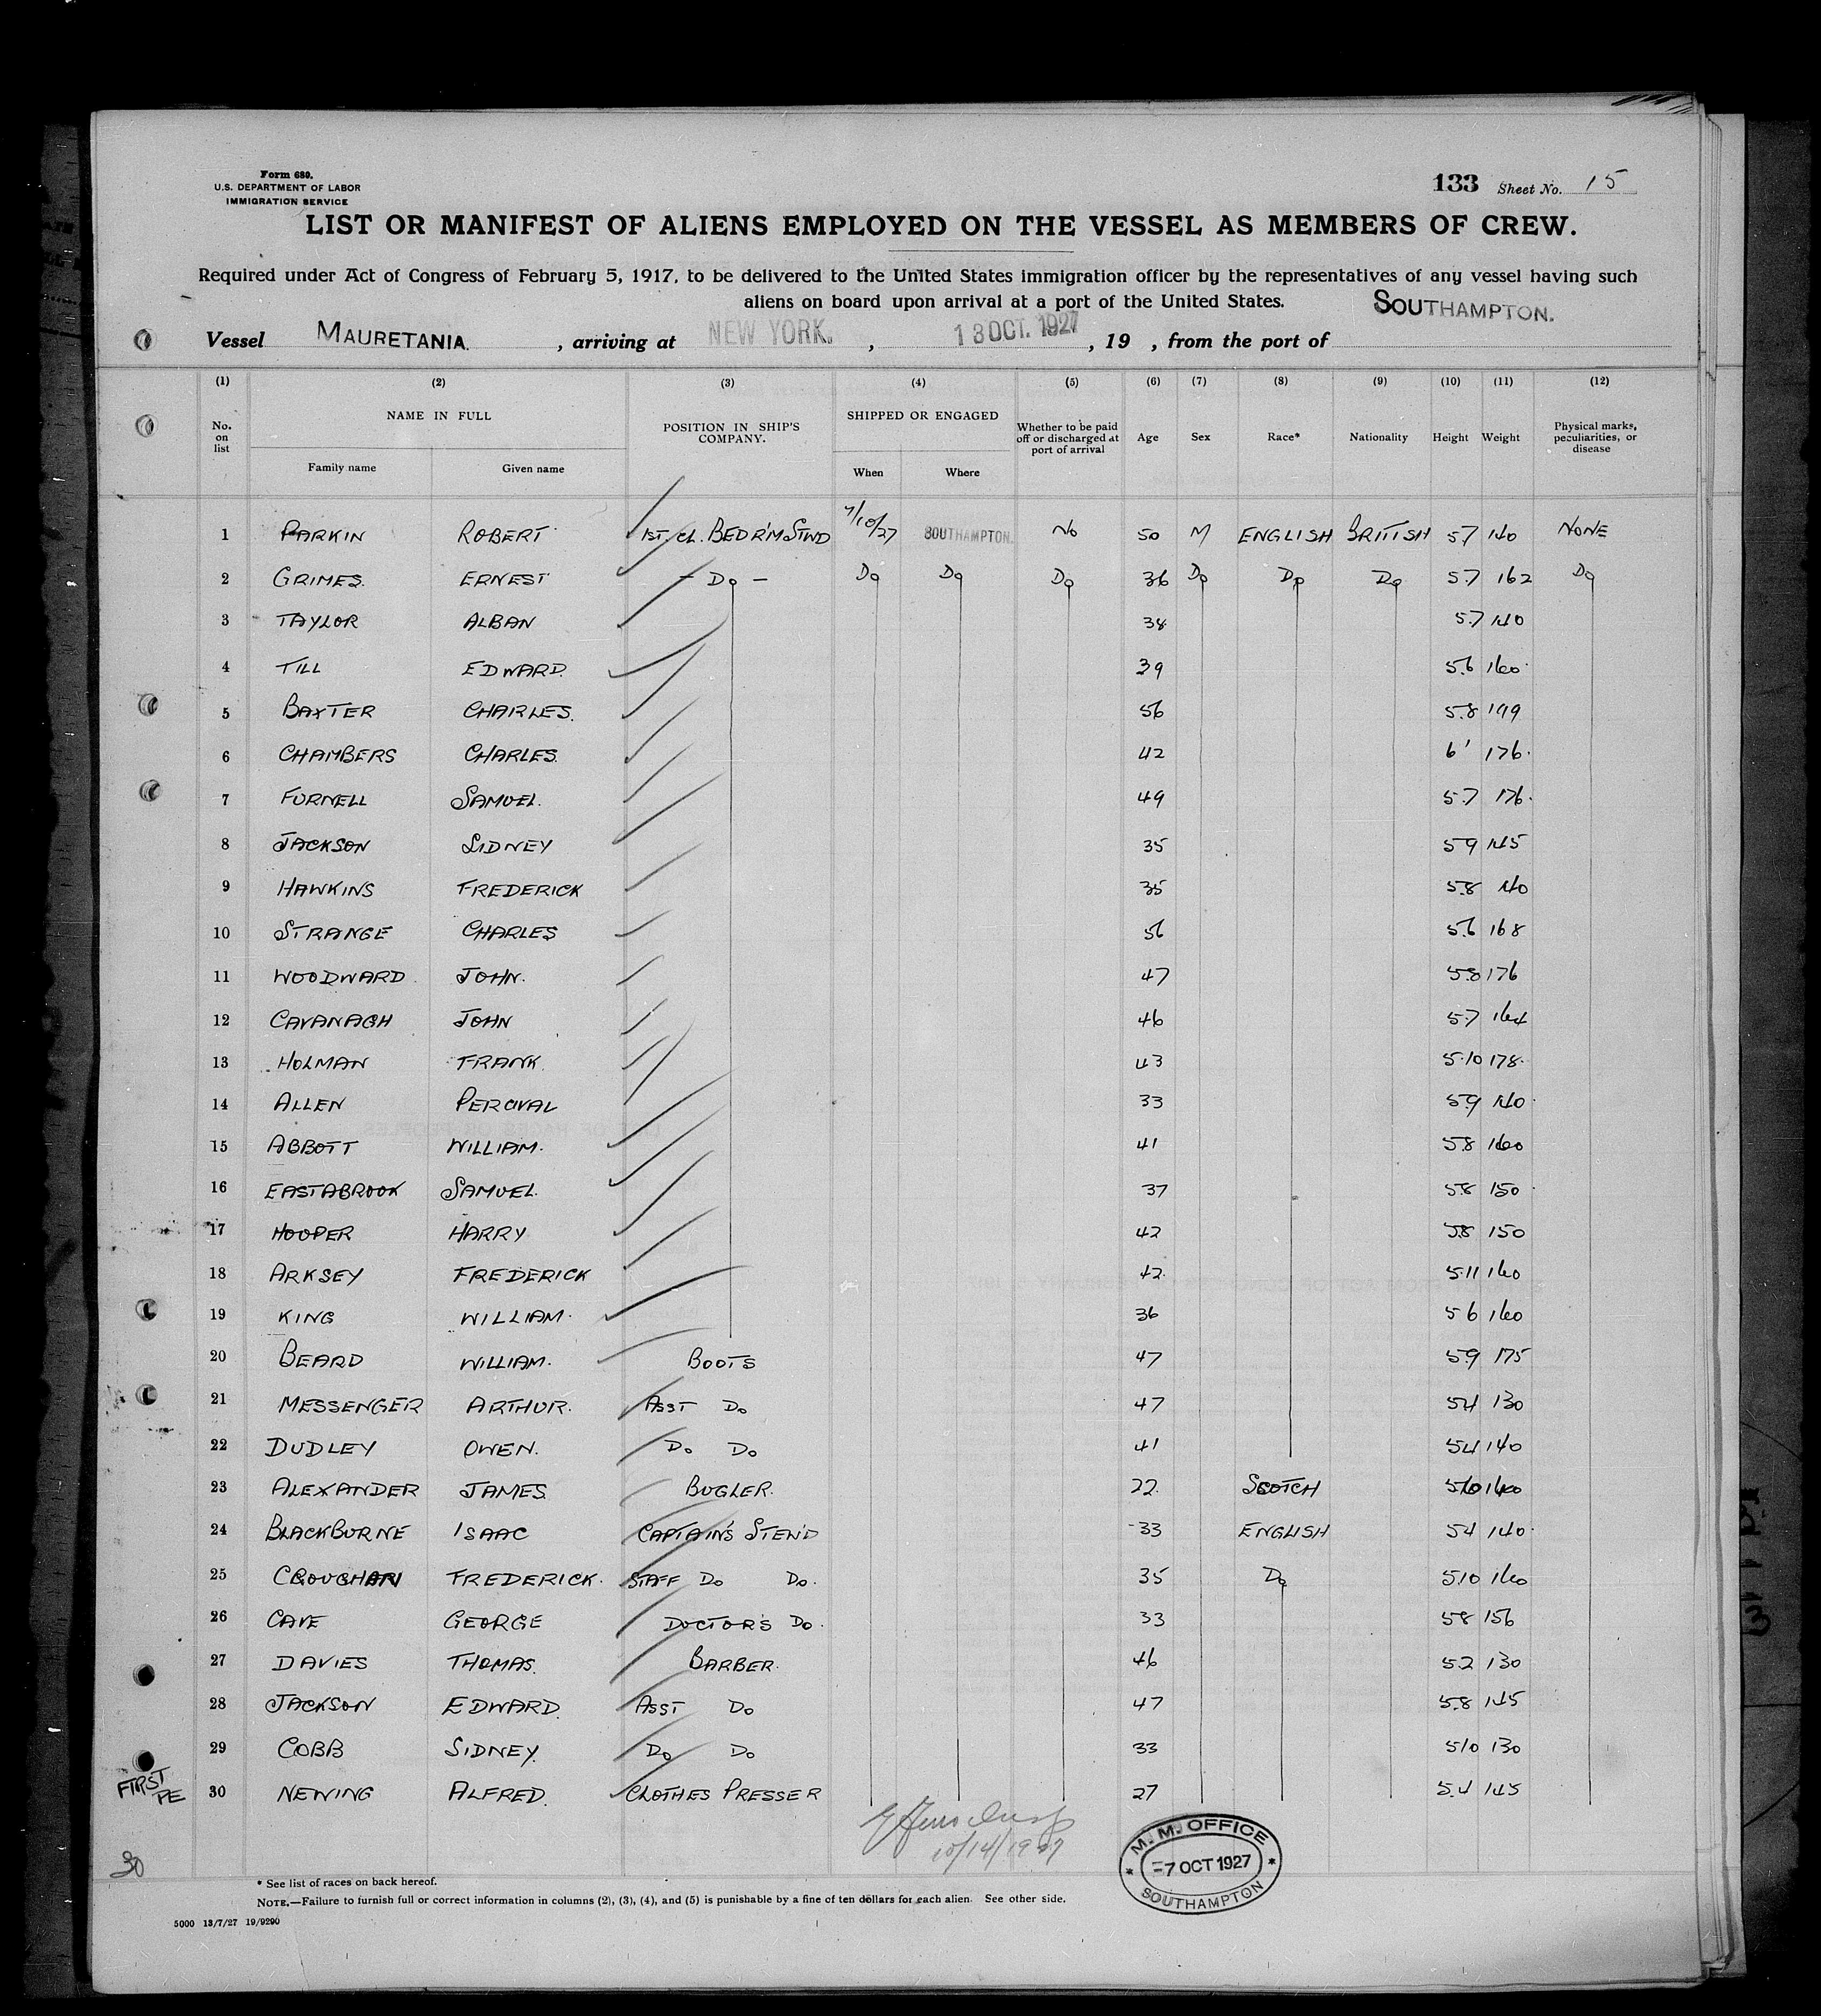 Form 680.
U.S. DEPARTMENT OF LABOR
IMMIGRATION SERVICE
133 Sheet No. 15
LIST OR MANIFEST OF ALIENS EMPLOYED ON THE VESSEL AS MEMBERS OF CREW.
Required under Act of Congress of February 5, 1917, to be delivered to the United States immigration officer by the representatives of any vessel having such
aliens on board upon arrival at a port of the United States.
Vessel MAURETANIA. , arriving at NEW YORK. , 13 OCT. 1927 , 19 , from the port of SOUTHAMPTON.
(1) (2) (3) (4) (5) (6) (7) (8) (9) (10) (11) (12)
No. on list NAME IN FULL Family name Given name POSITION IN SHIP'S COMPANY. SHIPPED OR ENGAGED When Where Whether to be paid off or discharged at port of arrival Age Sex Race* Nationality Height Weight Physical marks, peculiarities, or disease
1 PARKIN ROBERT 1ST. CL. BEDR'M STWD 7/10/27 SOUTHAMPTON. NO 50 M ENGLISH BRITISH 5.7 140 NONE
2 GRIMES. ERNEST - DO - DO DO DO 36 DO DO DO 5.7 162 DO
3 TAYLOR ALBAN 38 5.7 140
4 TILL EDWARD. 39 5.6 160
5 BAXTER CHARLES. 56 5.8 199
6 CHAMBERS CHARLES. 42 6' 176.
7 FURNELL SAMUEL. 49 5.7 176.
8 JACKSON SIDNEY 35 5 9 145
9 HAWKINS FREDERICK 35 5.8 140
10 STRANGE CHARLES 56 5.6 168
11 WOODWARD. JOHN. 47 5.8 176
12 CAVANAGH JOHN 46 5.7 164
13 HOLMAN FRANK. 43 5.10 178.
14 ALLEN PERCIVAL 33 5.9 140.
15 ABBOTT WILLIAM. 41 5.8 160
16 EASTABROOK SAMUEL. 37 5.8 150
17 HOOPER HARRY 42 5.8 150
18 ARKSEY FREDERICK 42. 5.11 160
19 KING WILLIAM. 36 5 6 160
20 BEARD WILLIAM. BOOTS 47 5.9 175
21 MESSENGER ARTHUR. ASST DO 47 5.4 130
22 DUDLEY OWEN. DO DO 41 5.4 140
23 ALEXANDER JAMES. BUGLER. 22. SCOTCH 5.10 140
24 BLACKBURNE ISAAC CAPTAIN'S STEN'D 33 ENGLISH 5.4 140.
25 FREDERICK. STAFF DO DO. 35 DO 5.10 160
26 CAVE GEORGE DOCTOR'S DO. 33 5.8 156
27 DAVIES THOMAS. BARBER. 46 5.2 130
28 JACKSON EDWARD. ASST DO 47 5.8 145
29 COBB SIDNEY. DO DO 33 5.10 130
FIRST PE 30 NEWING ALFRED. CLOTHES PRESSER 27 5.4 145
10/14/1927
M. M. OFFICE
-7 OCT 1927
SOUTHAMPTON
30
* See list of races on back hereof.
NOTE.—Failure to furnish full or correct information in columns (2), (3), (4), and (5) is punishable by a fine of ten dollars for each alien. See other side.
5000 13/7/27 19/9290